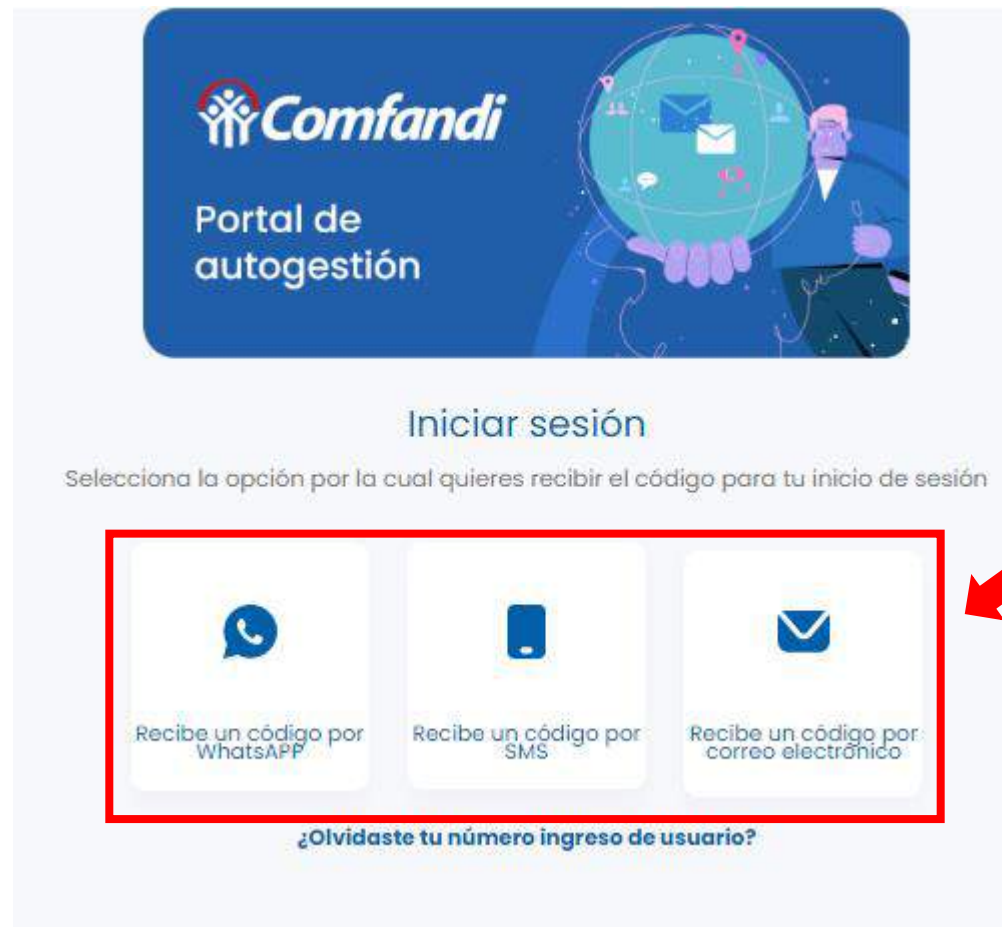 Comfandi
Portal de
autogestión
Iniciar sesión
Selecciona la opción por la cual quieres recibir el código para tu inicio de sesión
Recibe un código por
WhatsAPP
Recibe un código por
SMS
Recibe un código por
correo electrónico
¿Olvidaste tu número ingreso de usuario?